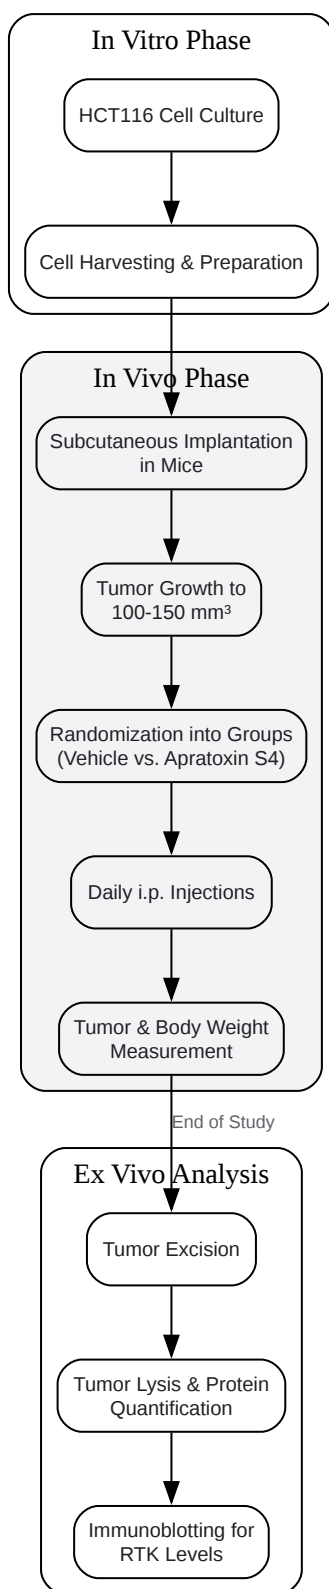 In Vitro Phase
HCT116 Cell Culture
Cell Harvesting & Preparation
In Vivo Phase
Subcutaneous Implantation
in Mice
Tumor Growth to
100-150 mm³
Randomization into Groups
(Vehicle vs. Apratoxin S4)
Daily i.p. Injections
Tumor & Body Weight
Measurement
End of Study
Ex Vivo Analysis
Tumor Excision
Tumor Lysis & Protein
Quantification
Immunoblotting for
RTK Levels